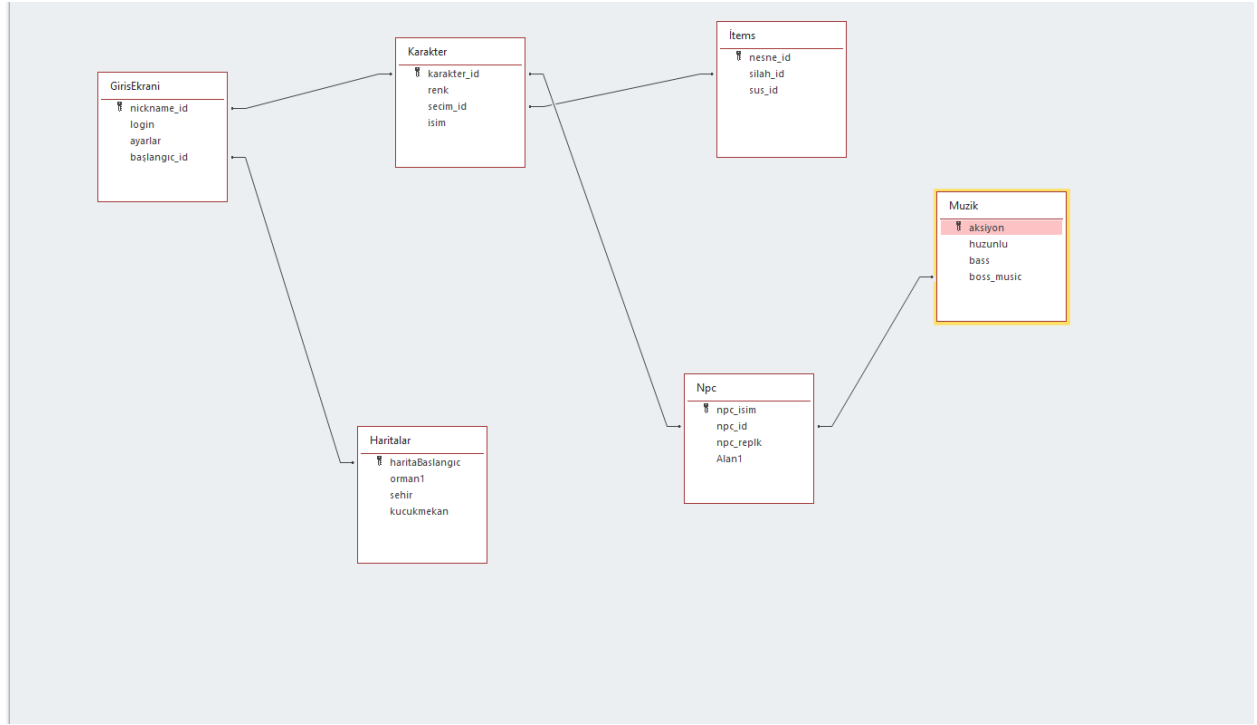 GirisEkrani
nickname_id
login
ayarlar
başlangıc_id
Karakter
karakter_id
renk
secim_id
isim
İtems
nesne_id
silah_id
sus_id
Muzik
aksiyon
huzunlu
bass
boss_music
Npc
npc_isim
npc_id
npc_replk
Alan1
Haritalar
haritaBaslangıc
orman1
sehir
kucukmekan